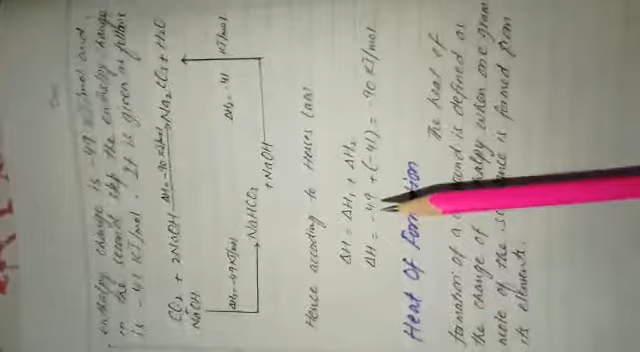 enthalpy change is -49 kJ/mol and
in the second step the enthalpy change
is -41 kJ/mol. It is given as follows
CO2 + 2NaOH ΔH=-90 kJ/mol Na2CO3 + H2O
NaOH
ΔH1=-49 kJ/mol
ΔH2=-41 kJ/mol
NaHCO3
+ NaOH
Hence according to Hess's law
ΔH = ΔH1 + ΔH2
ΔH = -49 + (-41) = -90 kJ/mol
Heat Of Formation
The heat of
formation of a is defined as
the change of when one gram
mole of the is formed from
its elements.